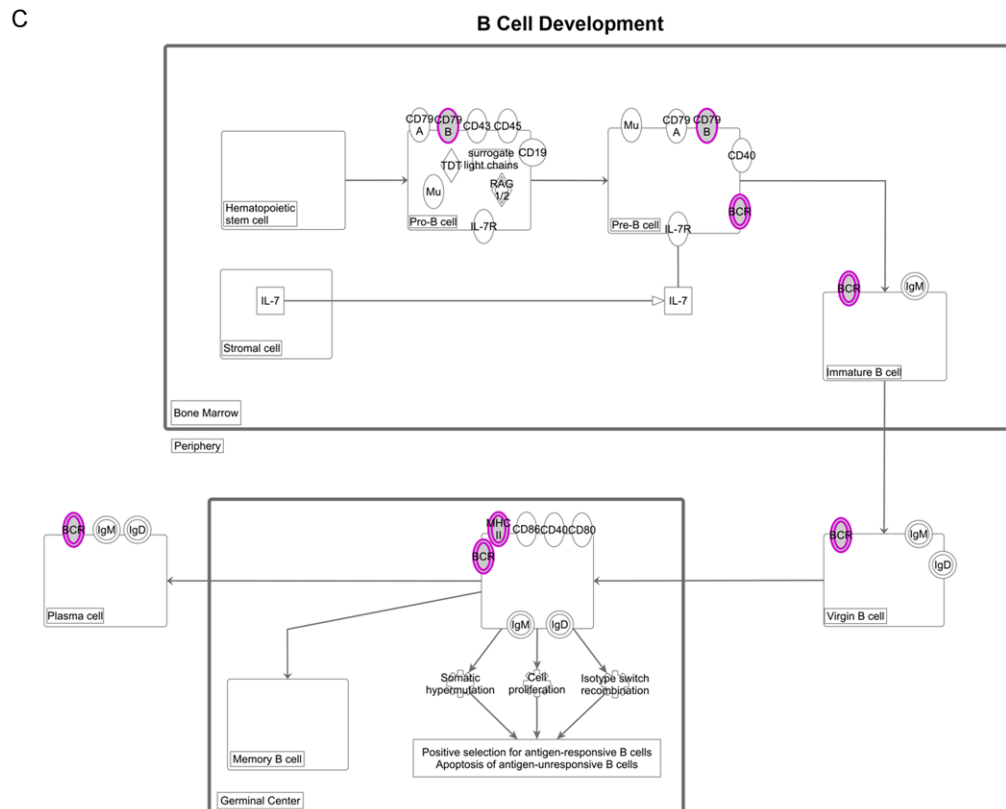 C
B Cell Development
CD79
A
CD79
B
CD43
CD45
CD19
TDT
surrogate
light chains
Mu
RAG
1/2
IL-7R
Pro-B cell
Hematopoietic
stem cell
Mu
CD79
A
CD79
B
CD40
BCR
IL-7R
Pre-B cell
IL-7
IL-7
Stromal cell
BCR
IgM
Immature B cell
Bone Marrow
Periphery
BCR
IgM
IgD
Plasma cell
MHC
II
CD86
CD40
CD80
BCR
IgM
IgD
BCR
IgM
IgD
Virgin B cell
Somatic
hypermutation
Cell
proliferation
Isotype switch
recombination
Memory B cell
Positive selection for antigen-responsive B cells
Apoptosis of antigen-unresponsive B cells
Germinal Center